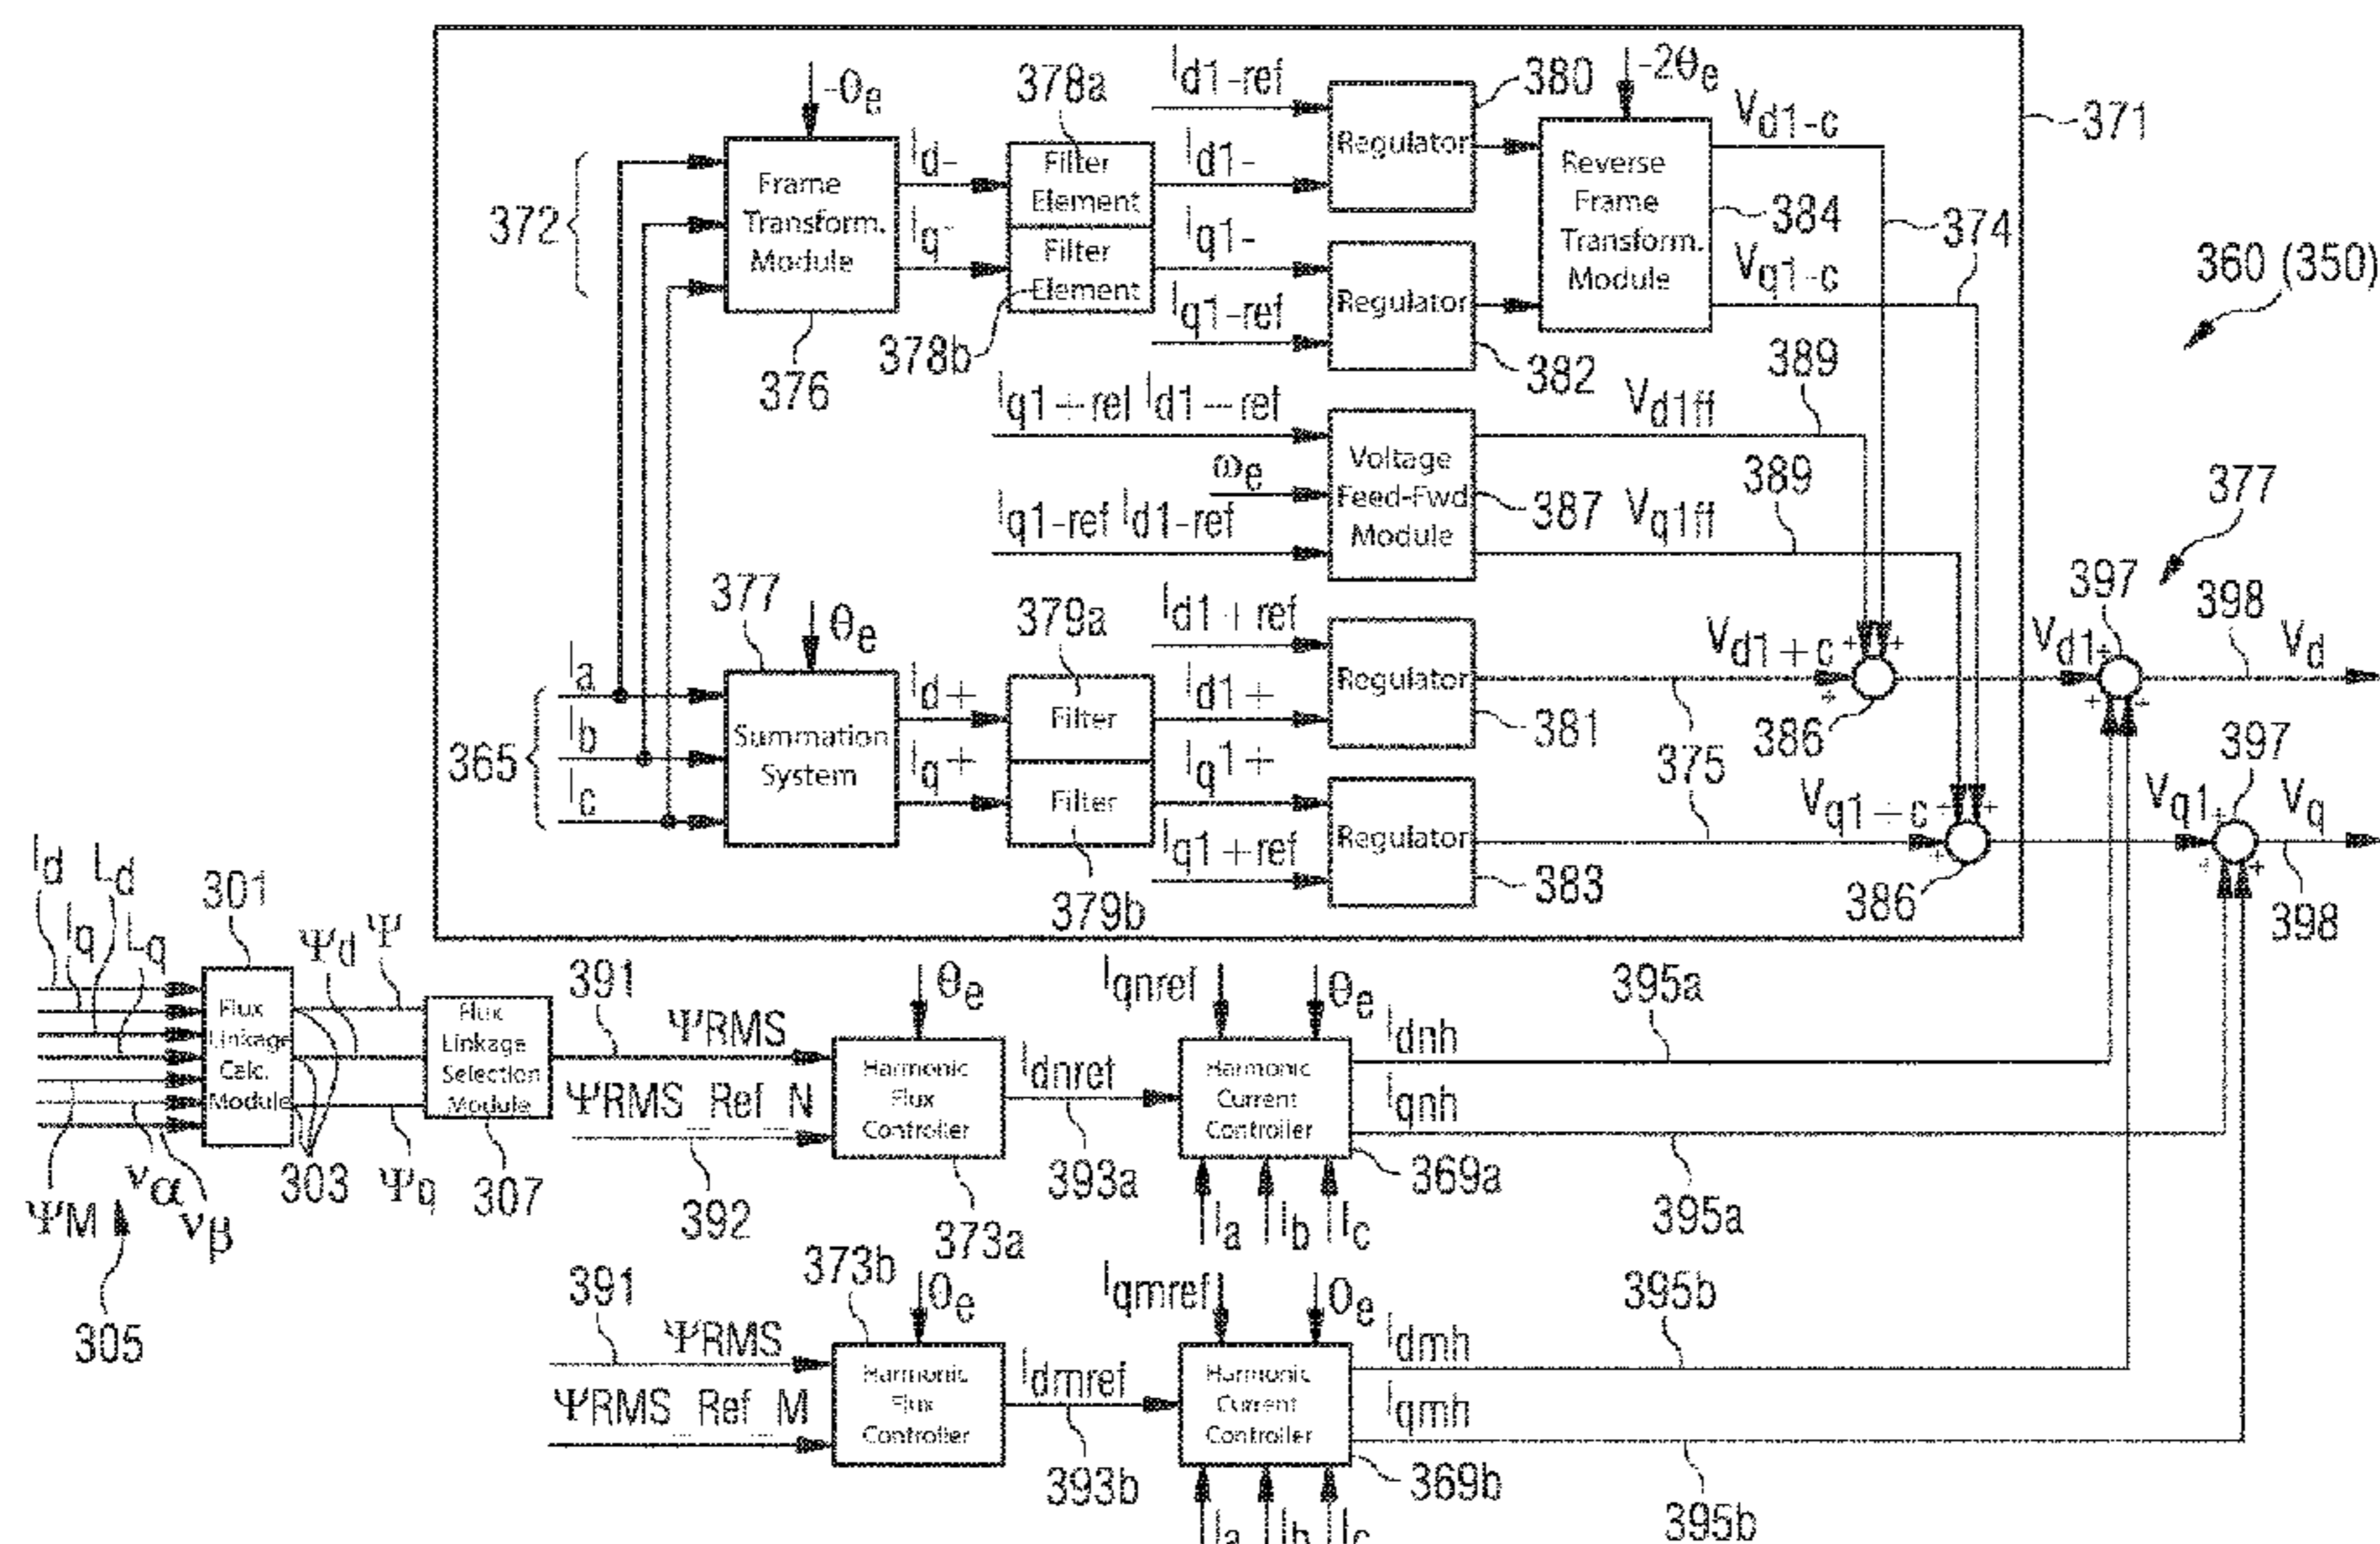 -θe
378a
Id1-ref
380
-2θe
Vd1-c
371
372
Frame
Transform.
Module
Id-
Iq-
Filter
Element
Filter
Element
Id1-
Iq1-
Regulator
Reverse
Frame
Transform.
Module
384
374
360 (350)
Vq1-c
376
378b
Iq1-ref
Regulator
382
389
Id1-ref
Vd1ff
ωe
Voltage
Feed-Fwd
Module
387
389
377
Iq1-ref Id1-ref
Vq1ff
377
θe
379a
Id1+ref
397
398
Ia
Ib
Ic
365
Summation
System
Id+
Iq+
Filter
Filter
Id1+
Iq1+
Regulator
381
Vd1+c
375
386
Vd1
Vd
397
Iq1+ref
379b
Regulator
383
386
Vq1
Vq
398
Id
Iq
Ld
Lq
301
Ψd
Ψ
Flux
Linkage
Calc.
Module
Flux
Linkage
Selection
Module
391
ΨRMS
θe
Iqnref
θe
395a
ΨRMS_Ref_N
Harmonic
Flux
Controller
Idnref
Harmonic
Current
Controller
Idnh
Iqnh
ΨM
vα
vβ
303
Ψq
307
392
373a
393a
Ia
Ib
Ic
369a
395a
305
391
373b
θe
Iqmref
θe
395b
ΨRMS
ΨRMS_Ref_M
Harmonic
Flux
Controller
Idmref
Harmonic
Current
Controller
Idmh
Iqmh
393b
369b
395b
Ia
Ib
Ic